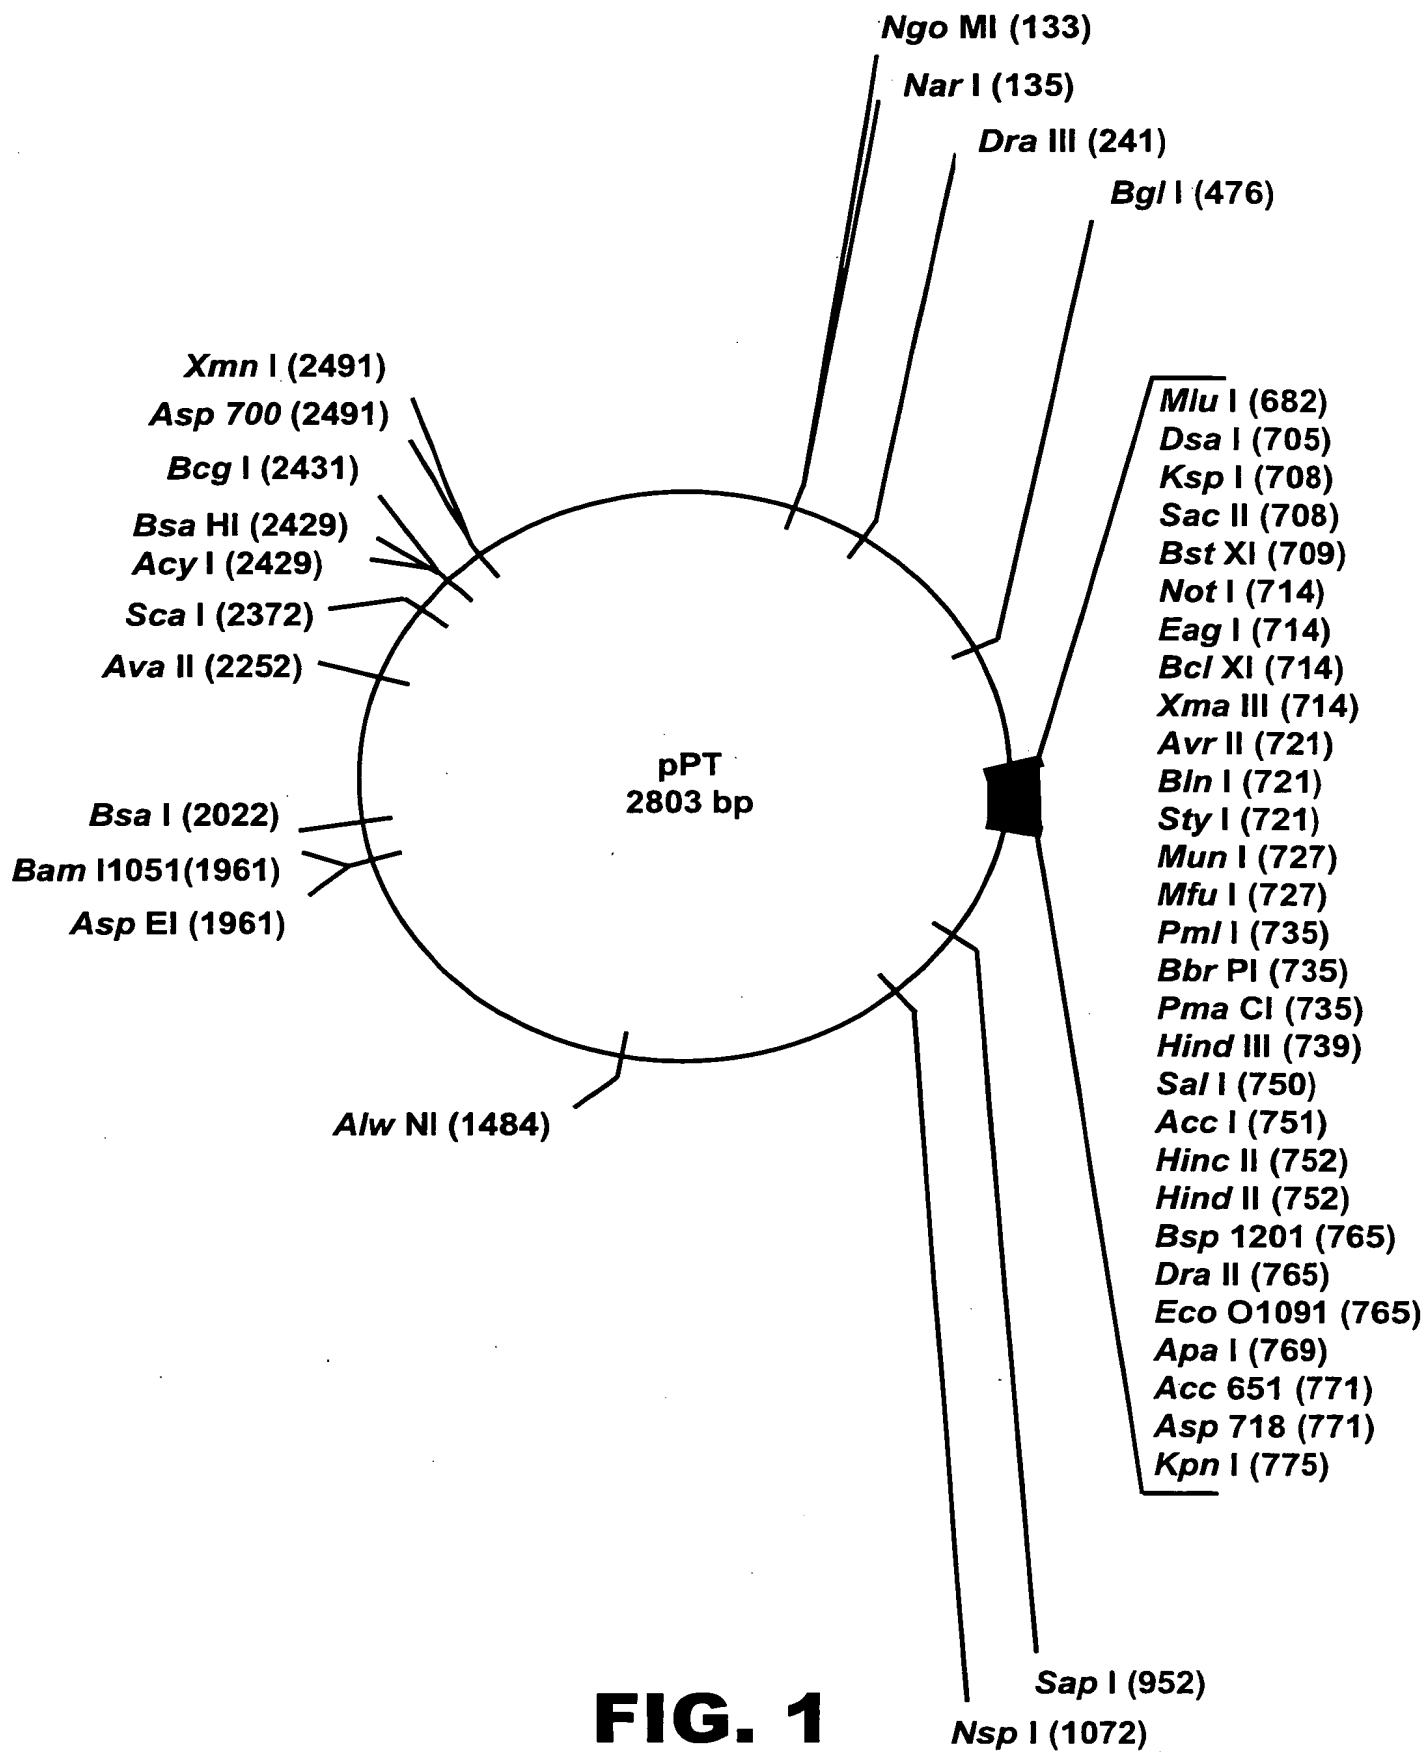 Ngo MI (133)
Nar I (135)
Dra III (241)
Bgl I (476)
Xmn I (2491)
Asp 700 (2491)
Bcg I (2431)
Bsa HI (2429)
Acy I (2429)
Sca I (2372)
Ava II (2252)
Bsa I (2022)
Bam I1051(1961)
Asp EI (1961)
Alw NI (1484)
pPT
2803 bp
Mlu I (682)
Dsa I (705)
Ksp I (708)
Sac II (708)
Bst XI (709)
Not I (714)
Eag I (714)
Bcl XI (714)
Xma III (714)
Avr II (721)
Bln I (721)
Sty I (721)
Mun I (727)
Mfu I (727)
Pml I (735)
Bbr PI (735)
Pma CI (735)
Hind III (739)
Sal I (750)
Acc I (751)
Hinc II (752)
Hind II (752)
Bsp 1201 (765)
Dra II (765)
Eco O1091 (765)
Apa I (769)
Acc 651 (771)
Asp 718 (771)
Kpn I (775)
Sap I (952)
Nsp I (1072)
FIG. 1